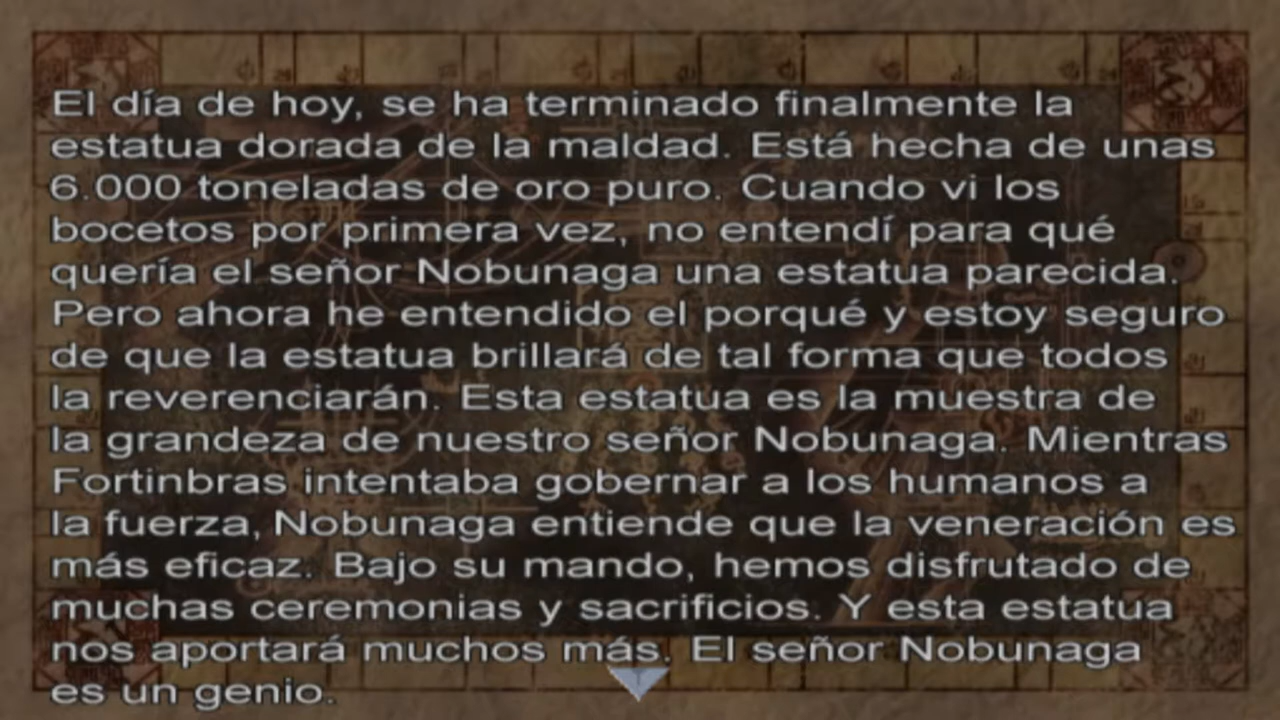 El día de hoy, se ha terminado finalmente la
estatua dorada de la maldad. Está hecha de unas
6.000 toneladas de oro puro. Cuando vi los
bocetos por primera vez, no entendí para qué
quería el señor Nobunaga una estatua parecida.
Pero ahora he entendido el porqué y estoy seguro
de que la estatua brillará de tal forma que todos
la reverenciarán. Esta estatua es la muestra de
la grandeza de nuestro señor Nobunaga. Mientras
Fortinbras intentaba gobernar a los humanos a
la fuerza, Nobunaga entiende que la veneración es
más eficaz. Bajo su mando, hemos disfrutado de
muchas ceremonias y sacrificios. Y esta estatua
nos aportará muchos más. El señor Nobunaga
es un genio.